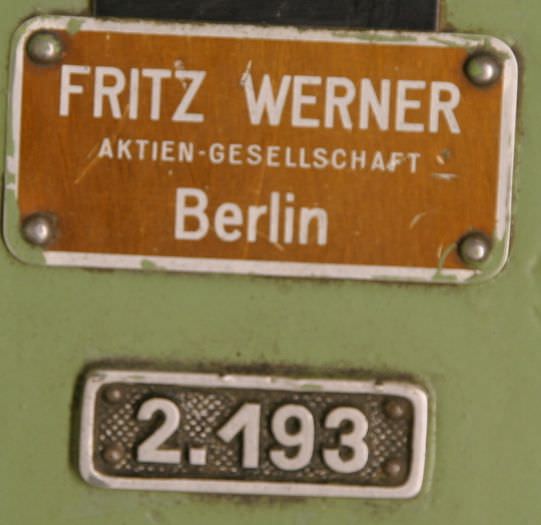 FRITZ WERNER
AKTIEN-GESELLSCHAFT
Berlin
2.193